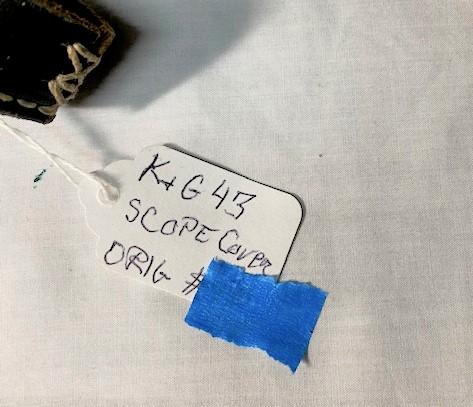 K+G 43
SCOPE Cover
ORIG $